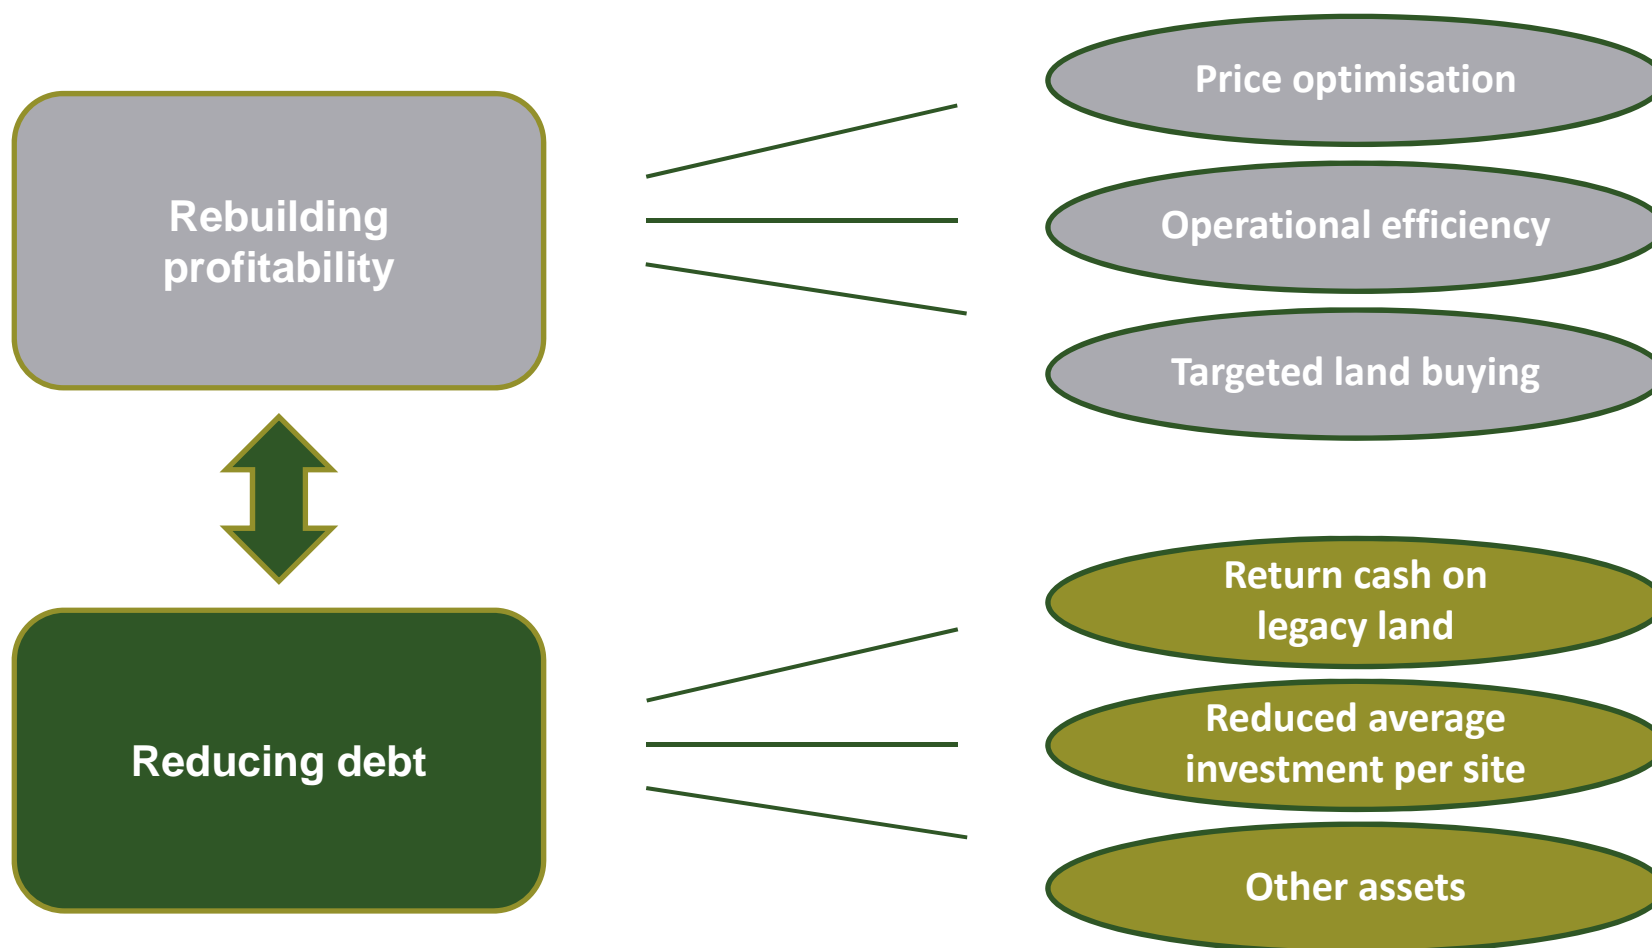 Rebuilding
profitability
Price optimisation
Operational efficiency
Targeted land buying
Reducing debt
Return cash on
legacy land
Reduced average
investment per site
Other assets